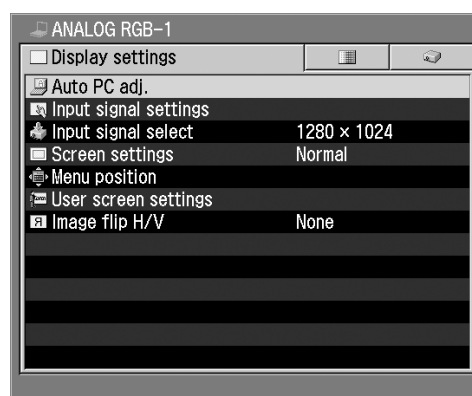 ANALOG RGB-1
Display settings
Auto PC adj.
Input signal settings
Input signal select 1280 × 1024
Screen settings Normal
Menu position
User screen settings
Image flip H/V None